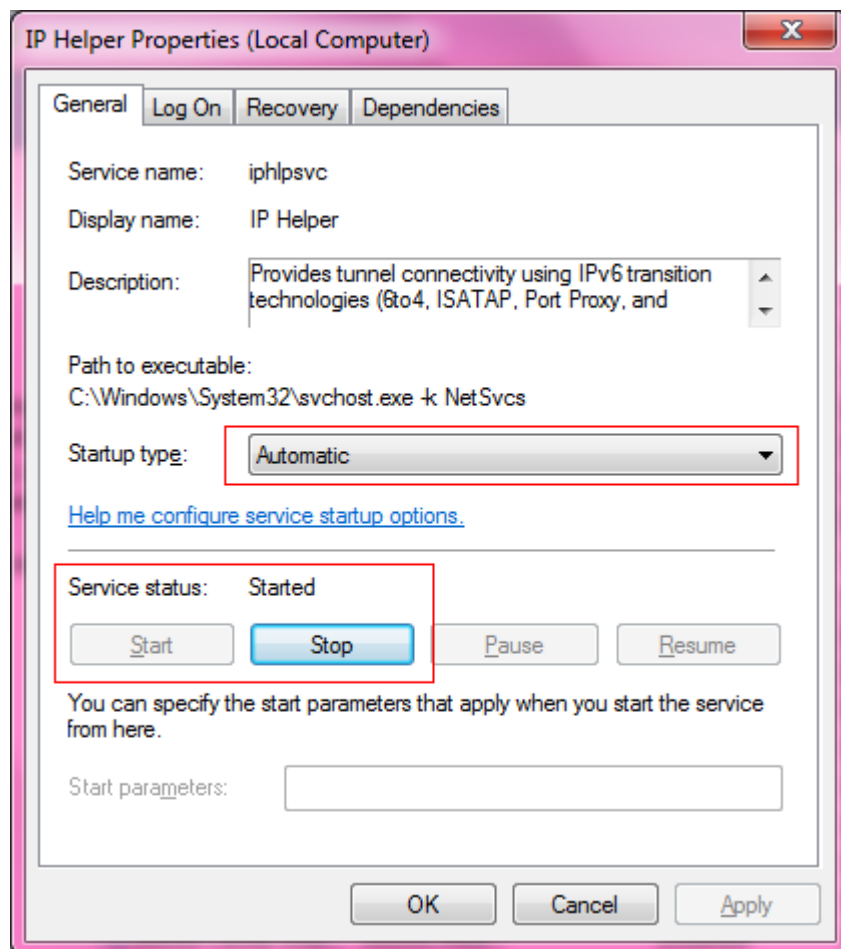 IP Helper Properties (Local Computer)
X
General Log On Recovery Dependencies
Service name: iphlpsvc
Display name: IP Helper
Description: Provides tunnel connectivity using IPv6 transition
technologies (6to4, ISATAP, Port Proxy, and
Path to executable:
C:\Windows\System32\svchost.exe -k NetSvcs
Startup type: Automatic
Help me configure service startup options.
Service status: Started
Start Stop Pause Resume
You can specify the start parameters that apply when you start the service
from here.
Start parameters:
OK Cancel Apply